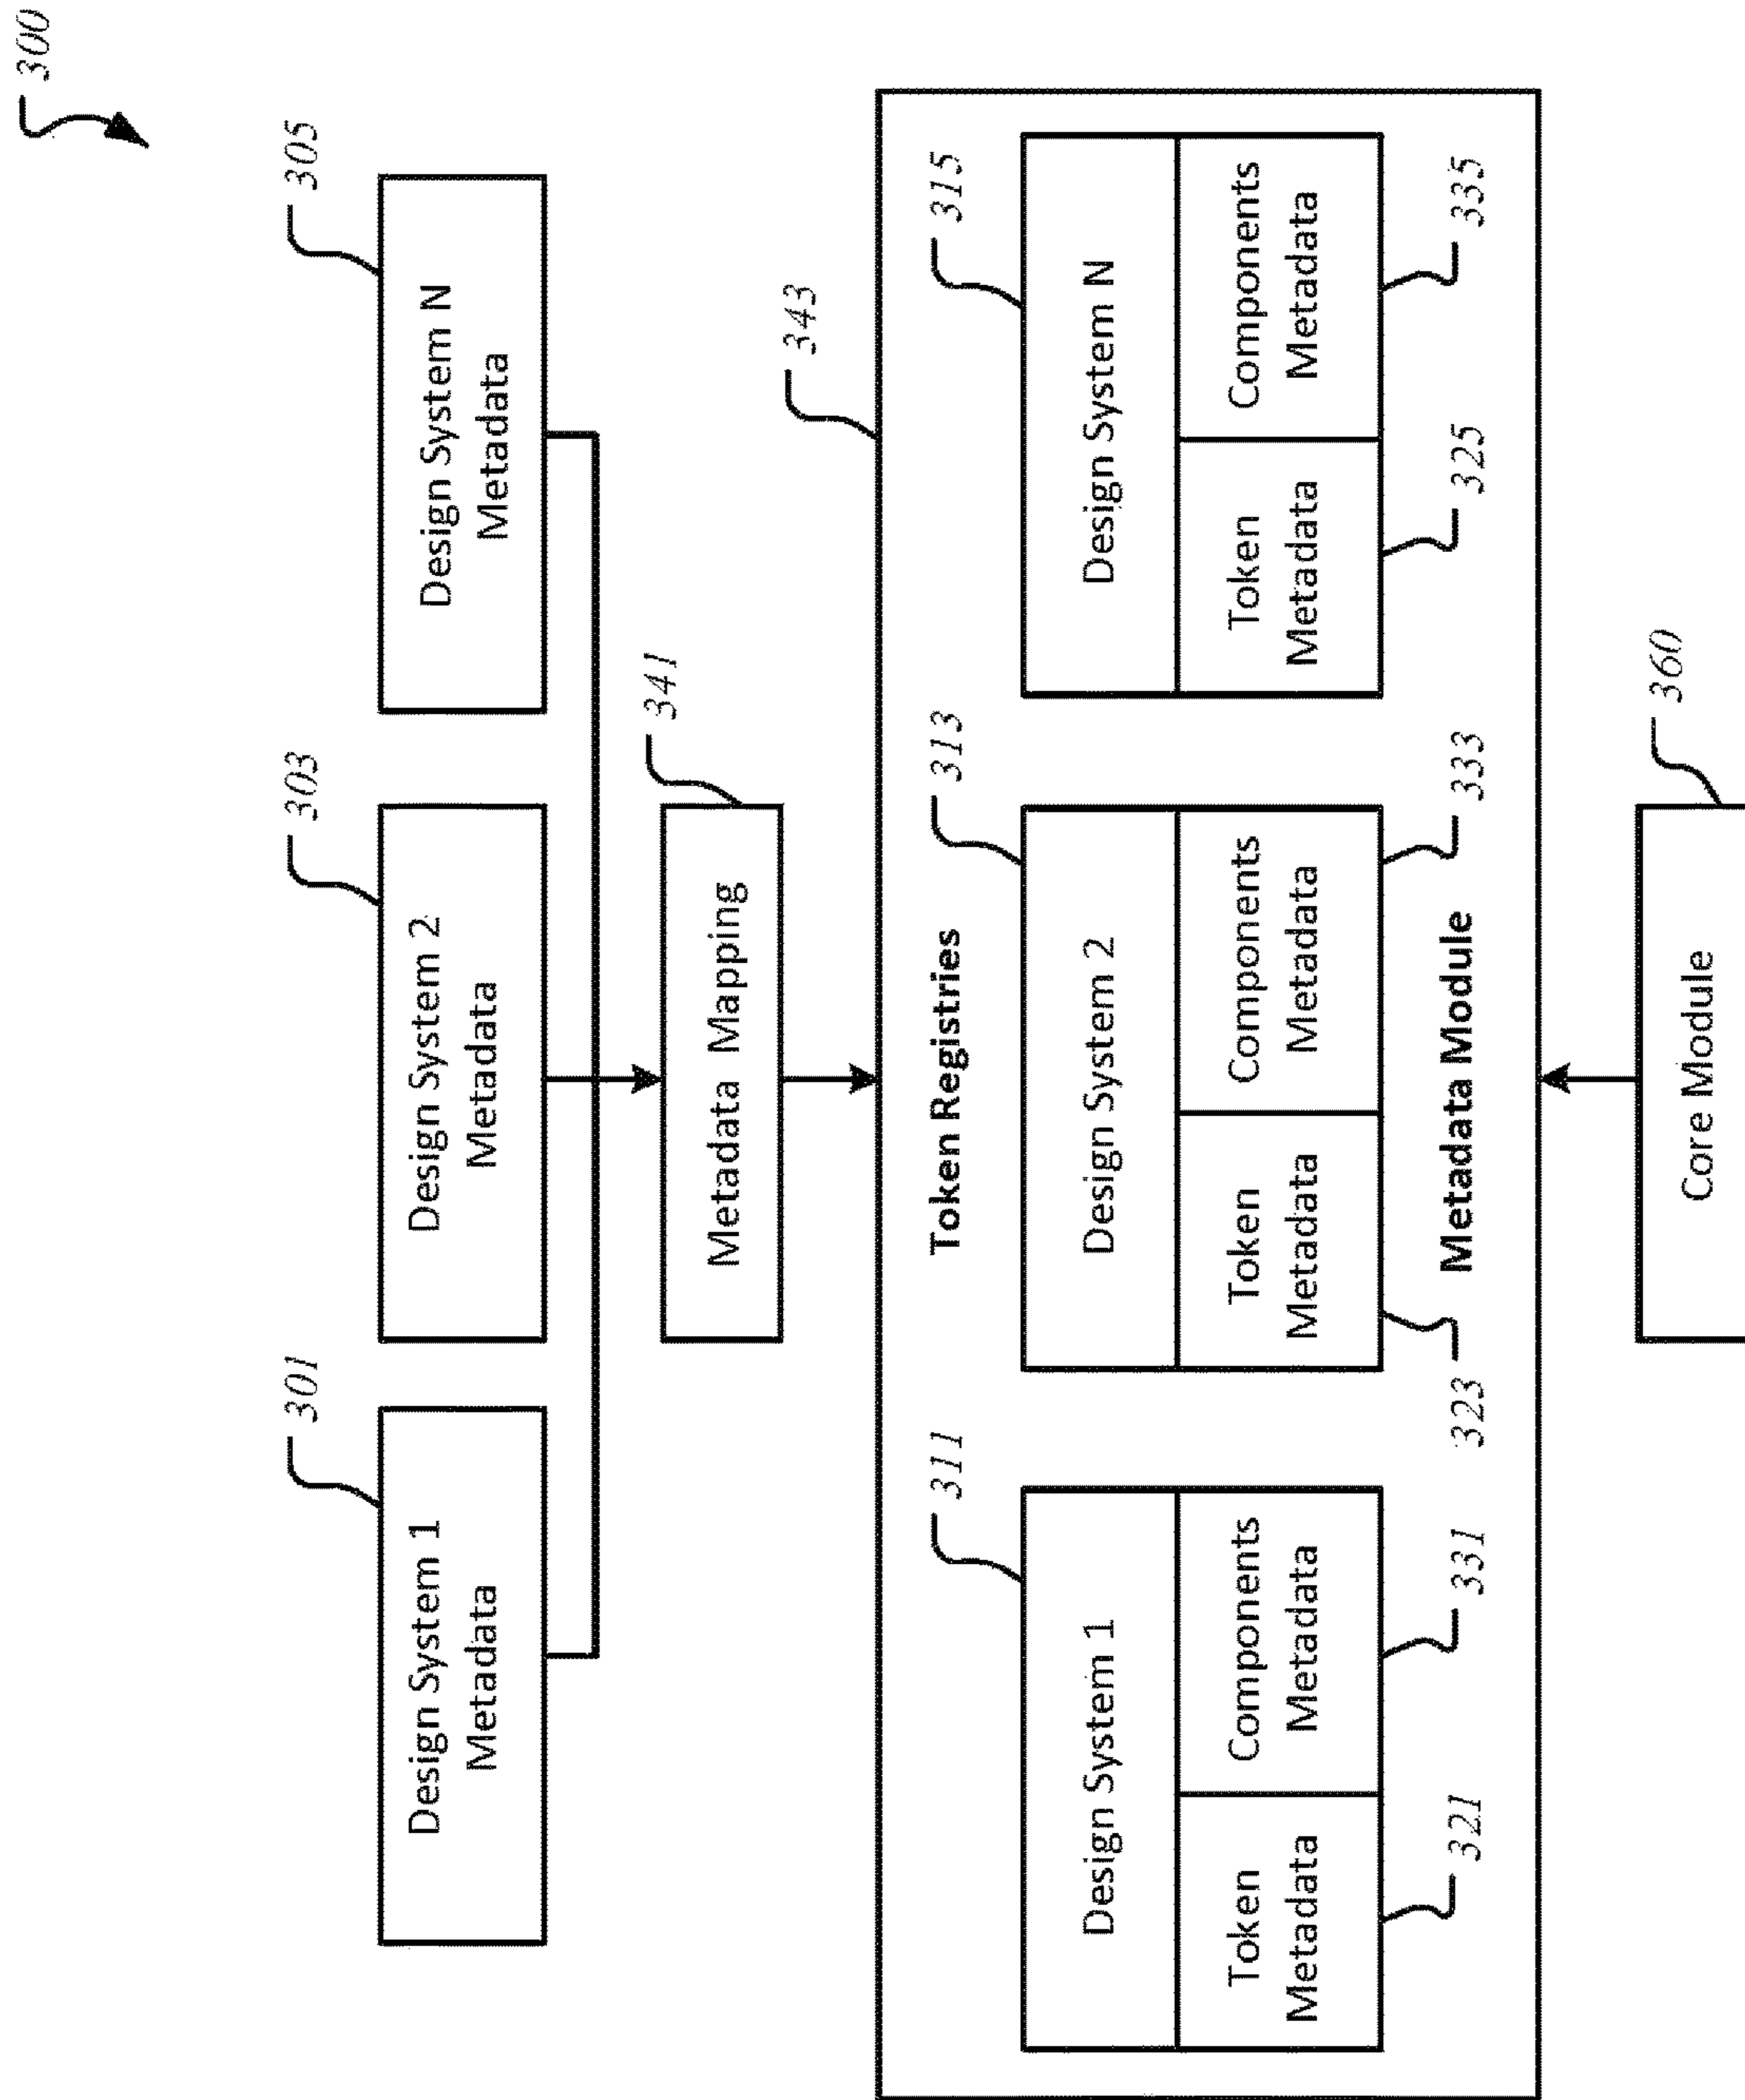 300
301
303
305
Design System 1
Metadata
Design System 2
Metadata
Design System N
Metadata
341
Metadata Mapping
343
Token Registries
311
313
315
Design System 1
Token
Metadata
Components
Metadata
Design System 2
Token
Metadata
Components
Metadata
Design System N
Token
Metadata
Components
Metadata
321
331
323
333
325
335
Metadata Module
360
Core Module